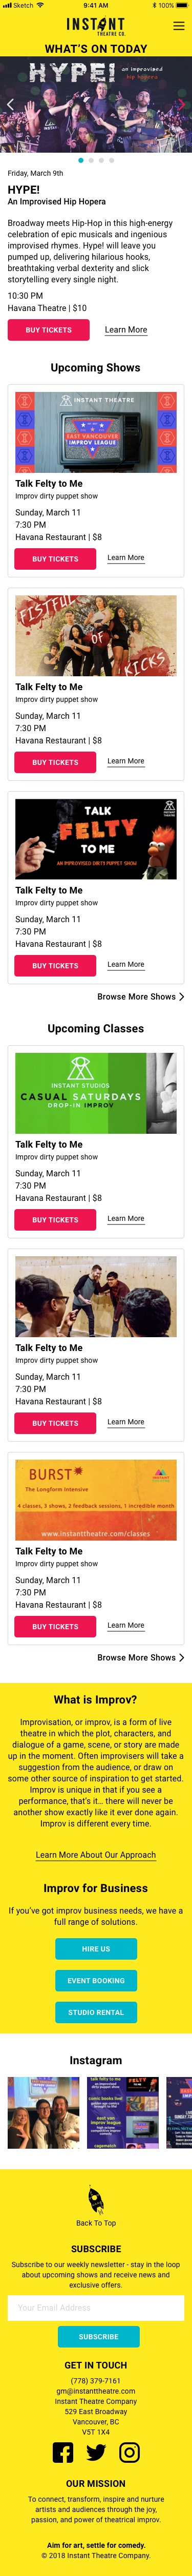 Sketch
9:41 AM
100%
INSTANT
THEATRE CO.
WHAT'S ON TODAY
HYPE!
an improvised
hip hopera
Friday, March 9th
HYPE!
An Improvised Hip Hopera
Broadway meets Hip-Hop in this high-energy
celebration of epic musicals and ingenious
improvised rhymes. Hype! will leave you
pumped up, delivering hilarious hooks,
breathtaking verbal dexterity and slick
storytelling every single night.
10:30 PM
Havana Theatre | $10
BUY TICKETS
Learn More
Upcoming Shows
INSTANT THEATRE
EAST VANCOUVER
IMPROV LEAGUE
Talk Felty to Me
Improv dirty puppet show
Sunday, March 11
7:30 PM
Havana Restaurant | $8
BUY TICKETS
Learn More
FISTFUL
OF
KICKS
Talk Felty to Me
Improv dirty puppet show
Sunday, March 11
7:30 PM
Havana Restaurant | $8
BUY TICKETS
Learn More
TALK
FELTY
TO ME
AN IMPROVISED DIRTY PUPPET SHOW
Talk Felty to Me
Improv dirty puppet show
Sunday, March 11
7:30 PM
Havana Restaurant | $8
BUY TICKETS
Learn More
Browse More Shows
Upcoming Classes
INSTANT STUDIOS
CASUAL SATURDAYS
DROP-IN IMPROV
Talk Felty to Me
Improv dirty puppet show
Sunday, March 11
7:30 PM
Havana Restaurant | $8
BUY TICKETS
Learn More
Talk Felty to Me
Improv dirty puppet show
Sunday, March 11
7:30 PM
Havana Restaurant | $8
BUY TICKETS
Learn More
BURST
The Longform Intensive
INSTANT
4 classes, 3 shows, 2 feedback sessions, 1 incredible month
www.instanttheatre.com/classes
Talk Felty to Me
Improv dirty puppet show
Sunday, March 11
7:30 PM
Havana Restaurant | $8
BUY TICKETS
Learn More
Browse More Shows
What is Improv?
Improvisation, or improv, is a form of live
theatre in which the plot, characters, and
dialogue of a game, scene, or story are made
up in the moment. Often improvisers will take a
suggestion from the audience, or draw on
some other source of inspiration to get started.
Improv is unique in that if you see a
performance, that's it... there will never be
another show exactly like it ever done again.
Improv is different every time.
Learn More About Our Approach
Improv for Business
If you've got improv business needs, we have a
full range of solutions.
HIRE US
EVENT BOOKING
STUDIO RENTAL
Instagram
Back To Top
SUBSCRIBE
Subscribe to our weekly newsletter - stay in the loop
about upcoming shows and receive news and
exclusive offers.
Your Email Address
SUBSCRIBE
GET IN TOUCH
(778) 379-7161
gm@instanttheatre.com
Instant Theatre Company
529 East Broadway
Vancouver, BC
V5T 1X4
OUR MISSION
To connect, transform, inspire and nurture
artists and audiences through the joy,
passion, and power of theatrical improv.
Aim for art, settle for comedy.
© 2018 Instant Theatre Company.